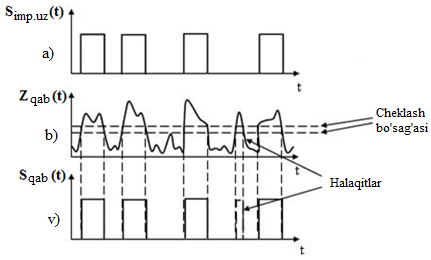 S imp.uz(t)
a)
t
Z qab (t)
Cheklash
bo'sag'asi
b)
t
S qab (t)
Halaqitlar
v)
t